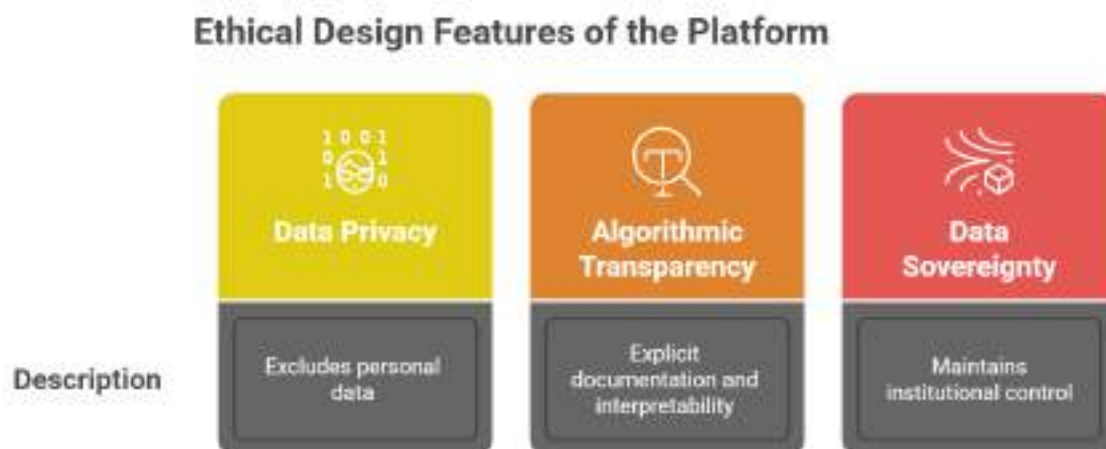 Ethical Design Features of the Platform
1 0 0 1
0 1
1 0
Data Privacy
Algorithmic
Transparency
Data
Sovereignty
Description
Excludes personal
data
Explicit
documentation and
interpretability
Maintains
institutional control